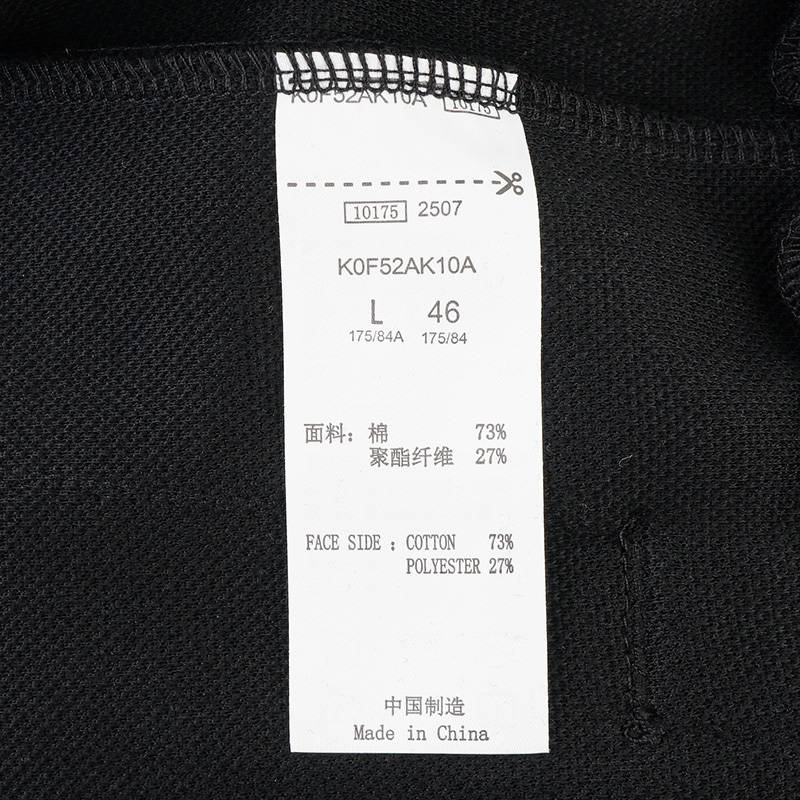 K0F52AK10A 10175
10175 2507
K0F52AK10A
L 46
175/84A 175/84
面料：棉 73%
聚酯纤维 27%
FACE SIDE : COTTON 73%
POLYESTER 27%
中国制造
Made in China